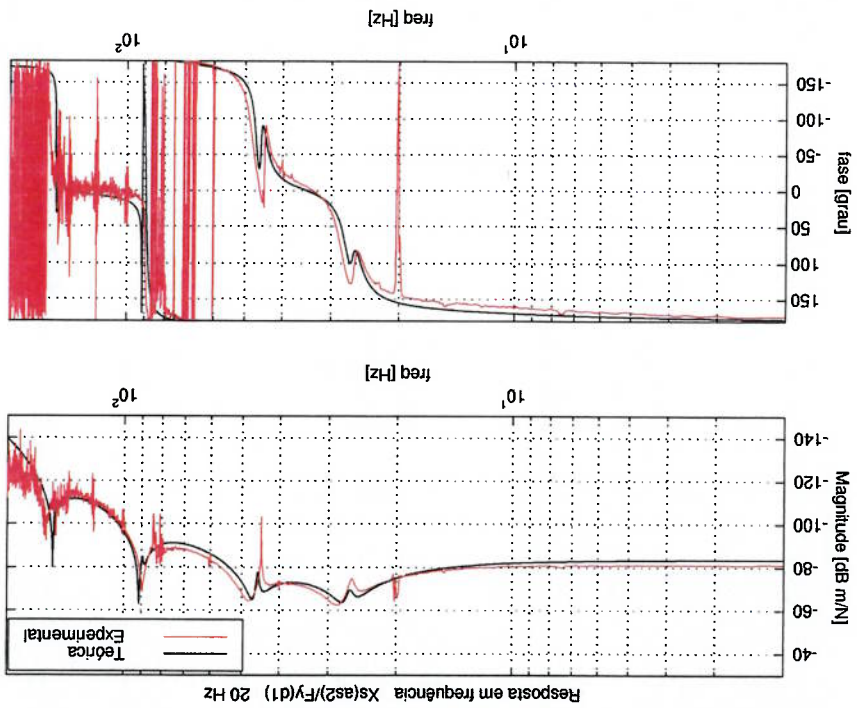 Resposta em frequência Xs(as2)/Fy(d1) 20 Hz
Magnitude [dB m/N]
-40
-60
-80
-100
-120
-140
Teórica
Experimental
10¹
10²
freq [Hz]
fase [grau]
150
100
50
0
-50
-100
-150
10¹
10²
freq [Hz]